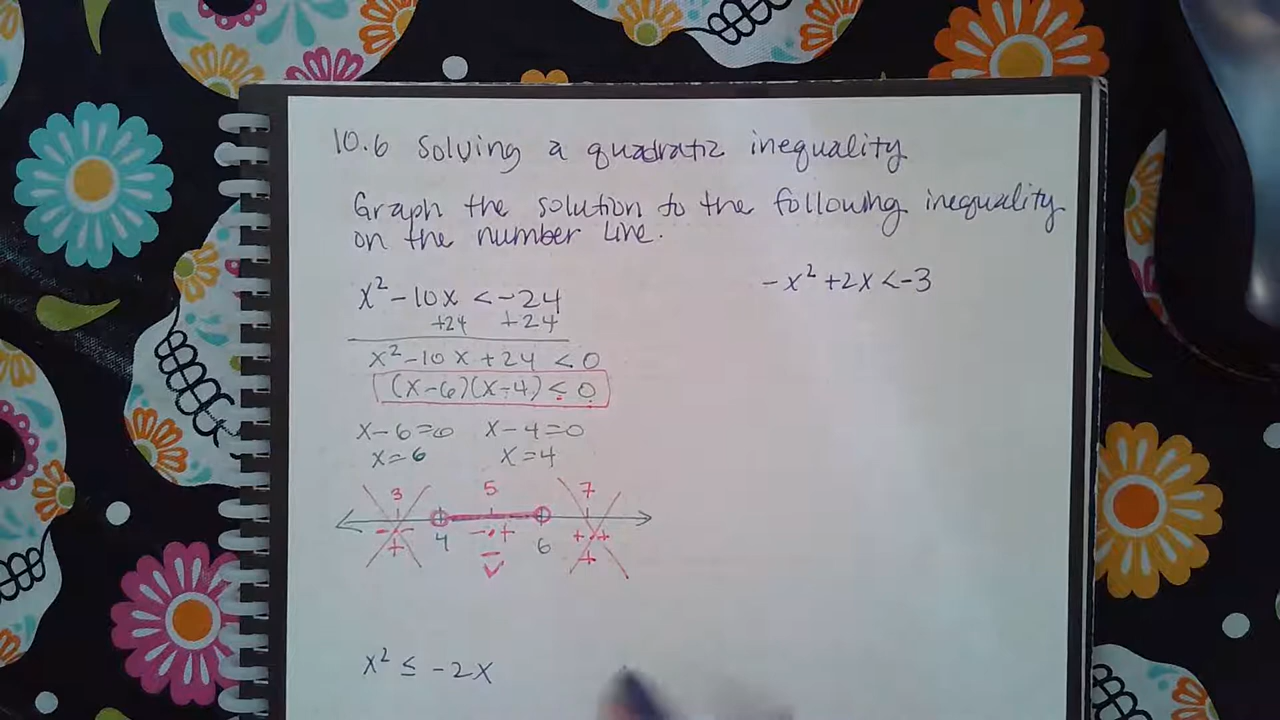 10.6 Solving a quadratic inequality
Graph the solution to the following inequality
on the number line.
x² - 10x < -24
+24 +24
x² - 10x + 24 < 0
(x-6)(x-4) < 0
x-6=0 x-4=0
x=6 x=4
3 5 7
- - - · + + · +
4 6
+ - +
x² ≤ -2x
-x² + 2x < -3